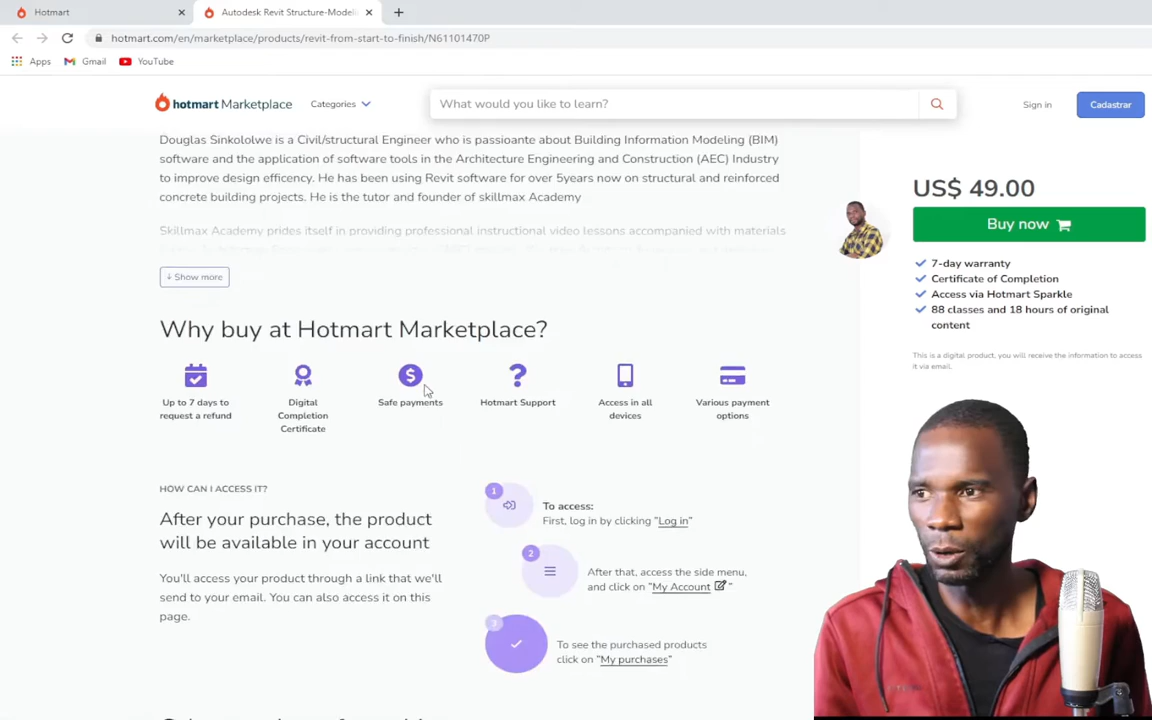 Hotmart
Autodesk Revit Structure-Modeli
hotmart.com/en/marketplace/products/revit-from-start-to-finish/N61101470P
Apps Gmail YouTube
hotmart Marketplace Categories What would you like to learn? Sign in Cadastrar
Douglas Sinkololwe is a Civil/structural Engineer who is passioante about Building Information Modeling (BIM)
software and the application of software tools in the Architecture Engineering and Construction (AEC) Industry
to improve design efficency. He has been using Revit software for over 5years now on structural and reinforced
concrete building projects. He is the tutor and founder of skillmax Academy
Skillmax Academy prides itself in providing professional instructional video lessons accompanied with materials
Show more
US$ 49.00
Buy now
7-day warranty
Certificate of Completion
Access via Hotmart Sparkle
88 classes and 18 hours of original
content
This is a digital product, you will receive the information to access
it via email.
Why buy at Hotmart Marketplace?
Up to 7 days to
request a refund
Digital
Completion
Certificate
Safe payments
Hotmart Support
Access in all
devices
Various payment
options
HOW CAN I ACCESS IT?
After your purchase, the product
will be available in your account
You'll access your product through a link that we'll
send to your email. You can also access it on this
page.
1
To access:
First, log in by clicking "Log in"
2
After that, access the side menu,
and click on "My Account"
3
To see the purchased products
click on "My purchases"